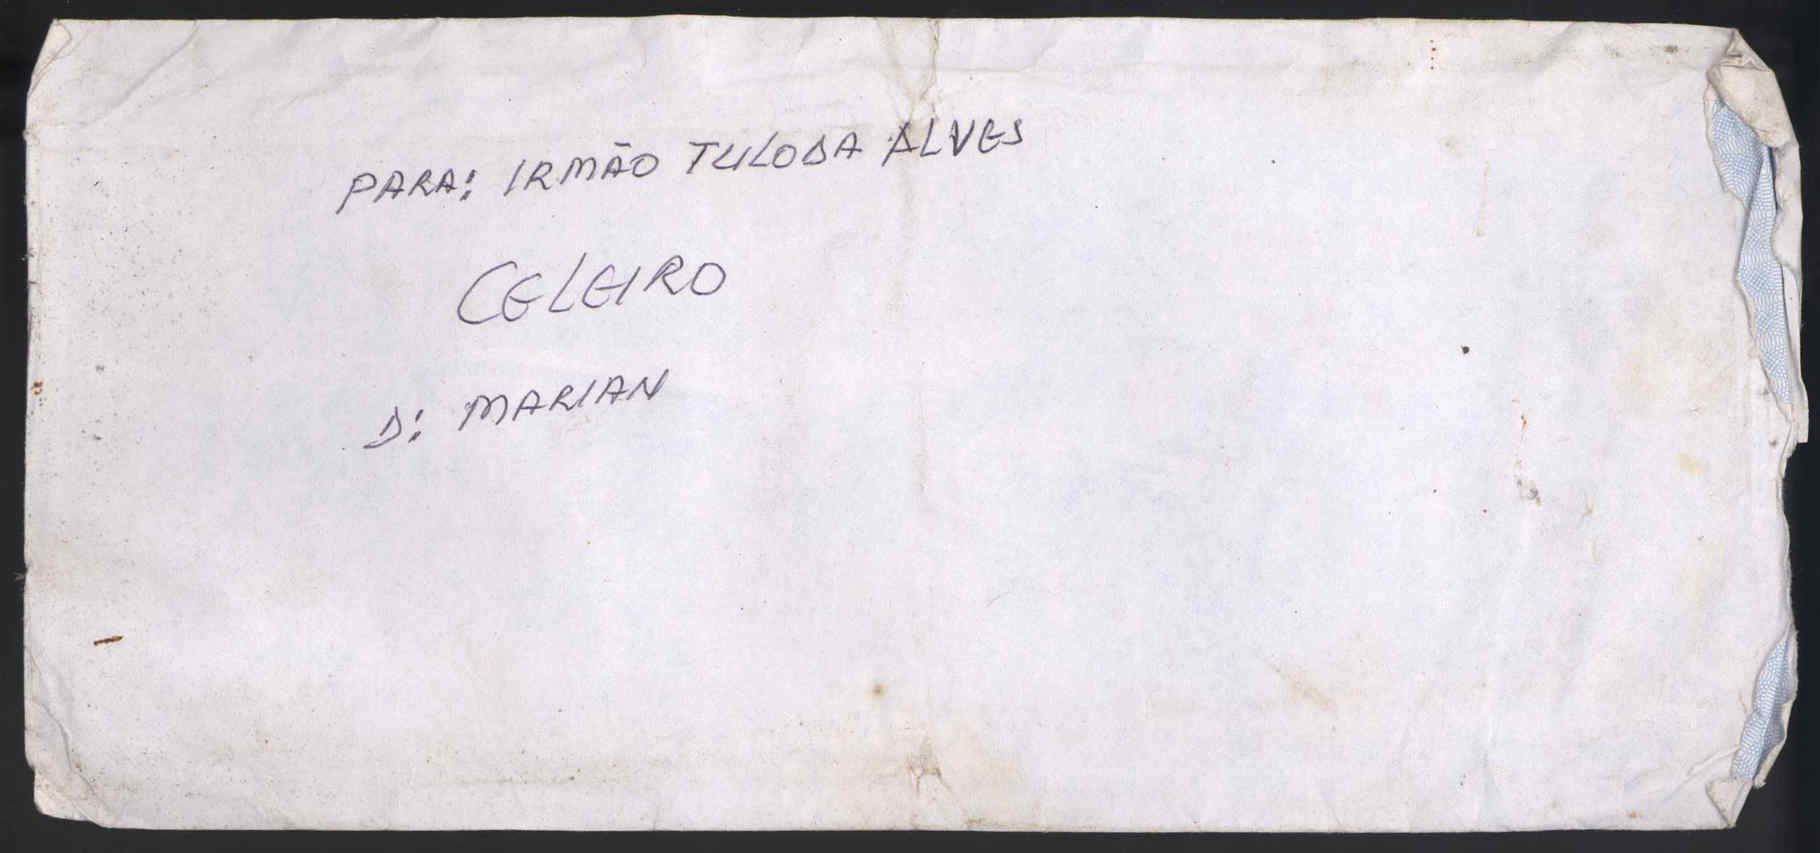 PARA: IRMÃO TULODA ALVES
CELEIRO
D: MARIAN